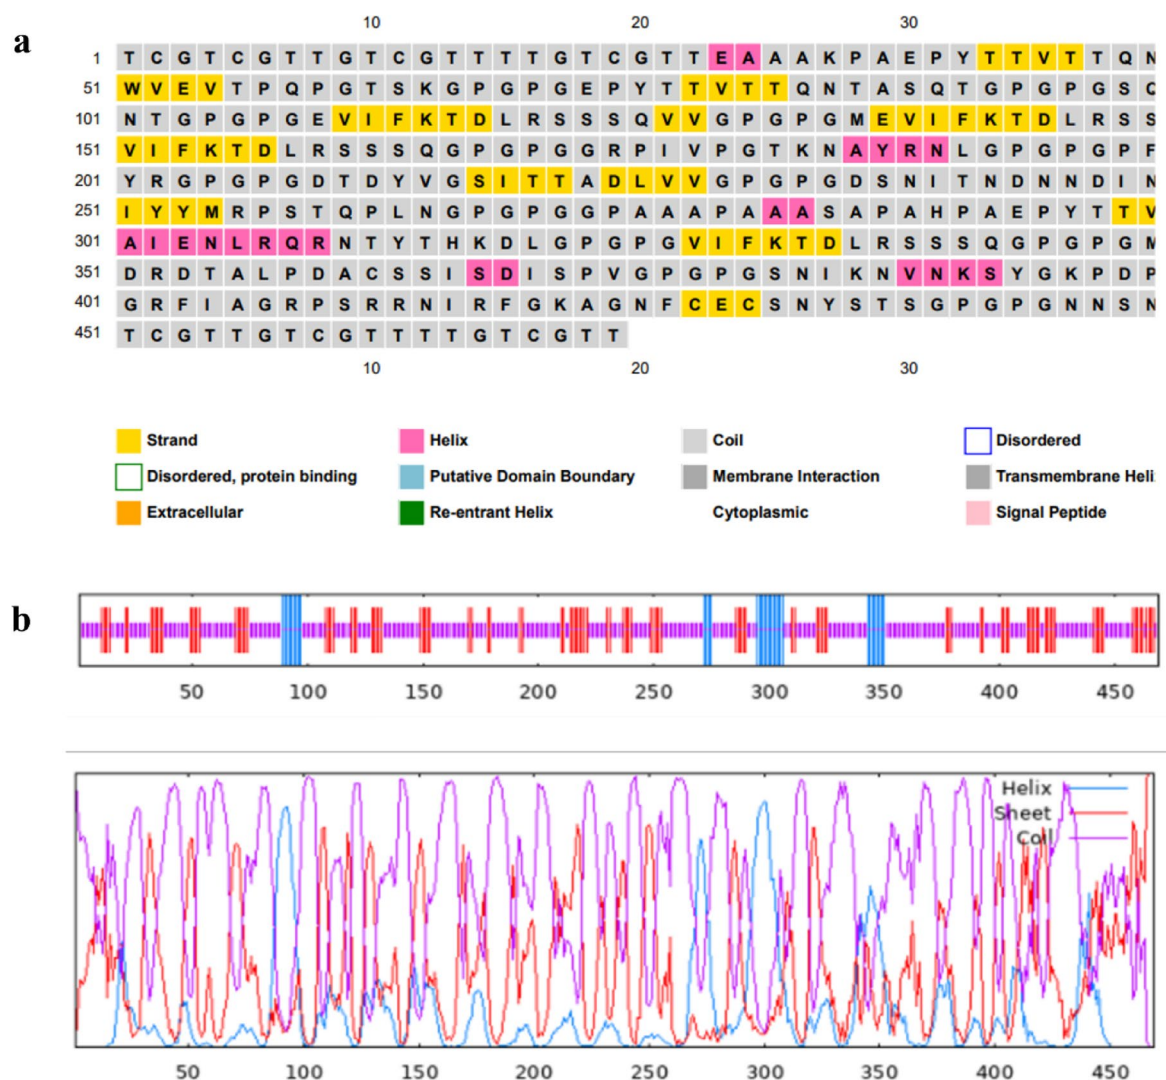 a
10 20 30
1 T C G T C G T T G T C G T T T T G T C G T T E A A A K P A E P Y T T V T T Q N
51 W V E V T P Q P G T S K G P G P G E P Y T T V T T Q N T A S Q T G P G P G S
101 N T G P G P G E V I F K T D L R S S S Q V V G P G P G M E V I F K T D L R S S
151 V I F K T D L R S S S Q G P G P G G R P I V P G T K N A Y R N L G P G P G P F
201 Y R G P G P G D T D Y V G S I T T A D L V V G P G P G D S N I T N D N N D I N
251 I Y Y M R P S T Q P L N G P G P G G P A A A P A A A S A P A H P A E P Y T T V
301 A I E N L R Q R N T Y T H K D L G P G P G V I F K T D L R S S S Q G P G P G M
351 D R D T A L P D A C S S I S D I S P V G P G P G S N I K N V N K S Y G K P D P
401 G R F I A G R P S R R N I R F G K A G N F C E C S N Y S T S G P G P G N N S N
451 T C G T T G T C G T T T T G T C G T T
10 20 30
Strand Helix Coil Disordered
Disordered, protein binding Putative Domain Boundary Membrane Interaction Transmembrane Heli
Extracellular Re-entrant Helix Cytoplasmic Signal Peptide
b
50 100 150 200 250 300 350 400 450
Helix
Sheet
Coil
50 100 150 200 250 300 350 400 450